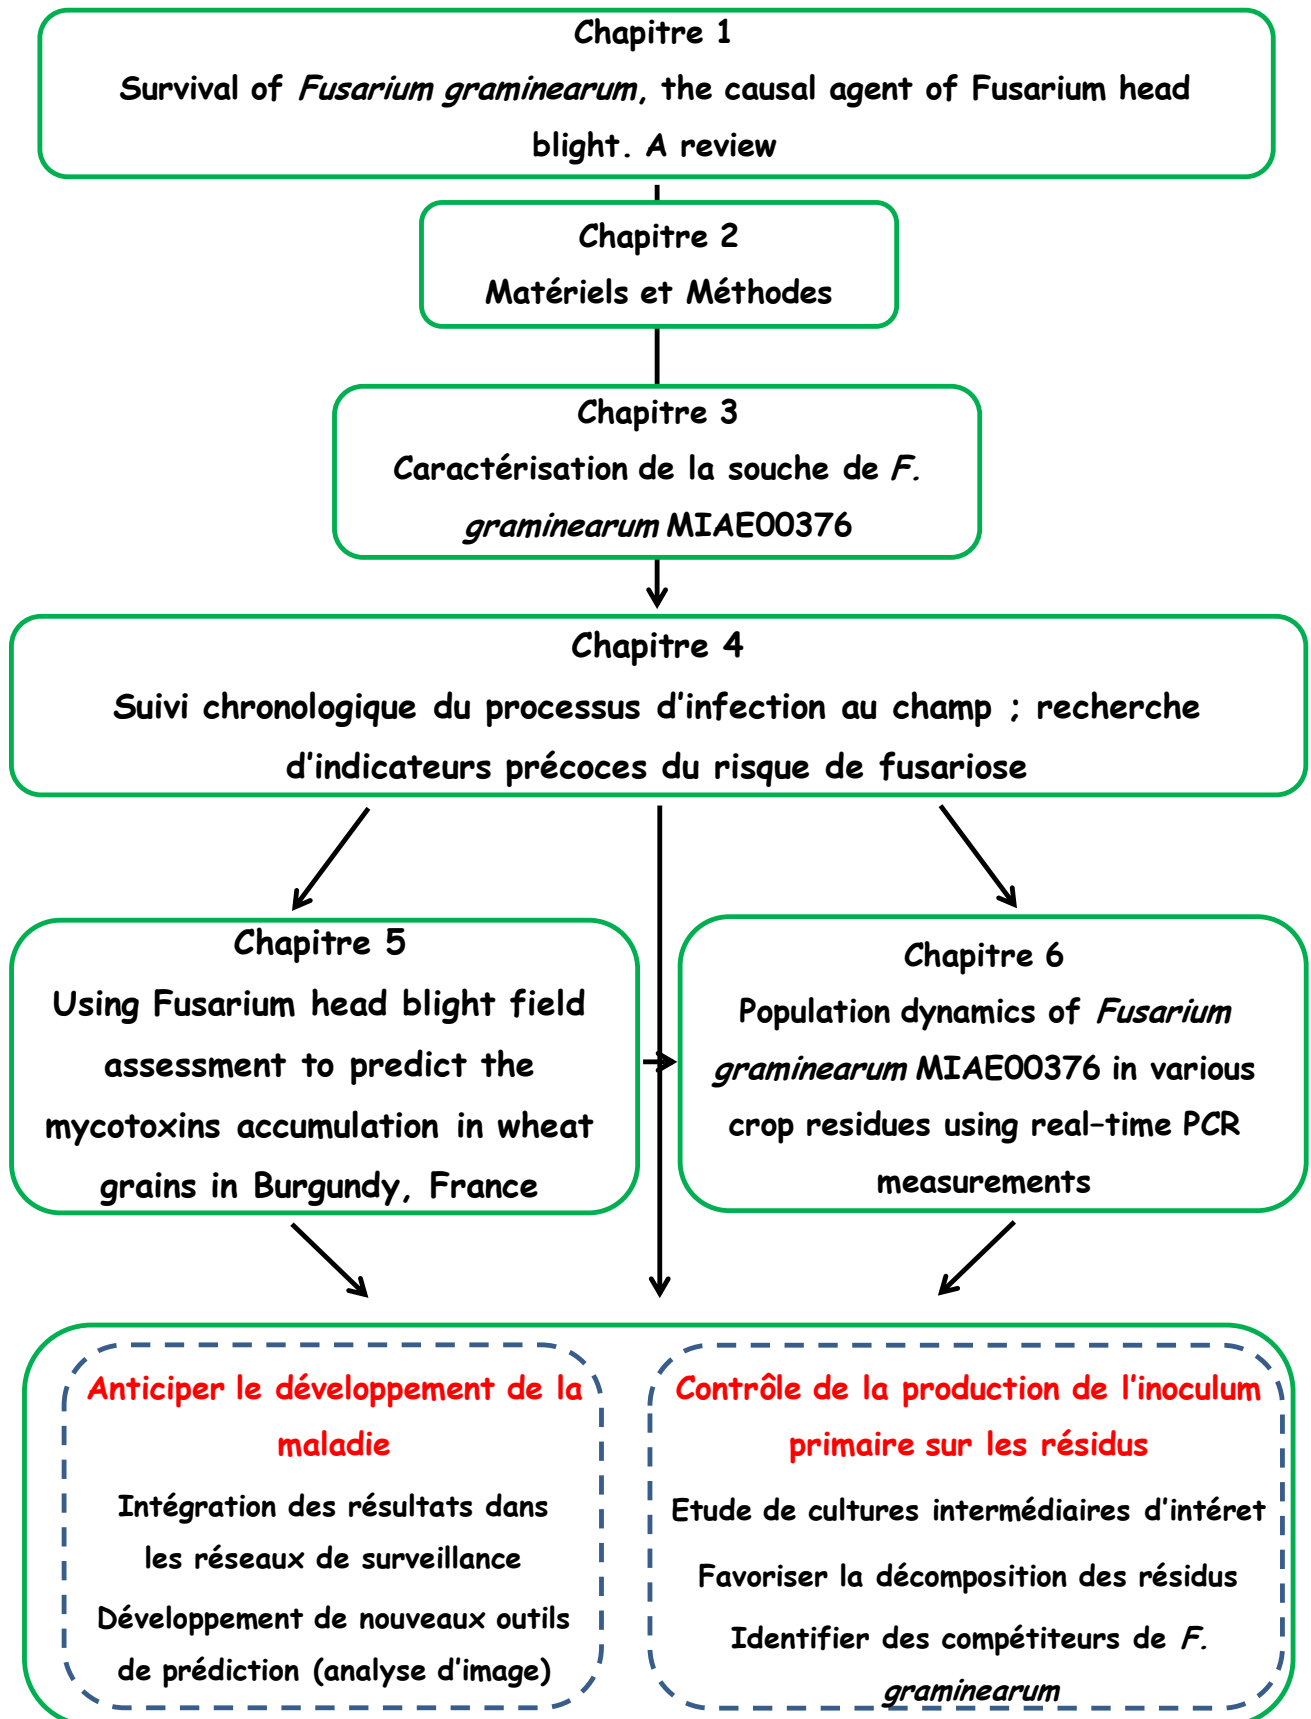 Chapitre 1
Survival of Fusarium graminearum, the causal agent of Fusarium head
blight. A review
Chapitre 2
Matériels et Méthodes
Chapitre 3
Caractérisation de la souche de F.
graminearum MIAE00376
Chapitre 4
Suivi chronologique du processus d'infection au champ ; recherche
d'indicateurs précoces du risque de fusariose
Chapitre 5
Using Fusarium head blight field
assessment to predict the
mycotoxins accumulation in wheat
grains in Burgundy, France
Chapitre 6
Population dynamics of Fusarium
graminearum MIAE00376 in various
crop residues using real-time PCR
measurements
Anticiper le développement de la
maladie
Intégration des résultats dans
les réseaux de surveillance
Développement de nouveaux outils
de prédiction (analyse d'image)
Contrôle de la production de l'inoculum
primaire sur les résidus
Etude de cultures intermédiaires d'intéret
Favoriser la décomposition des résidus
Identifier des compétiteurs de F.
graminearum